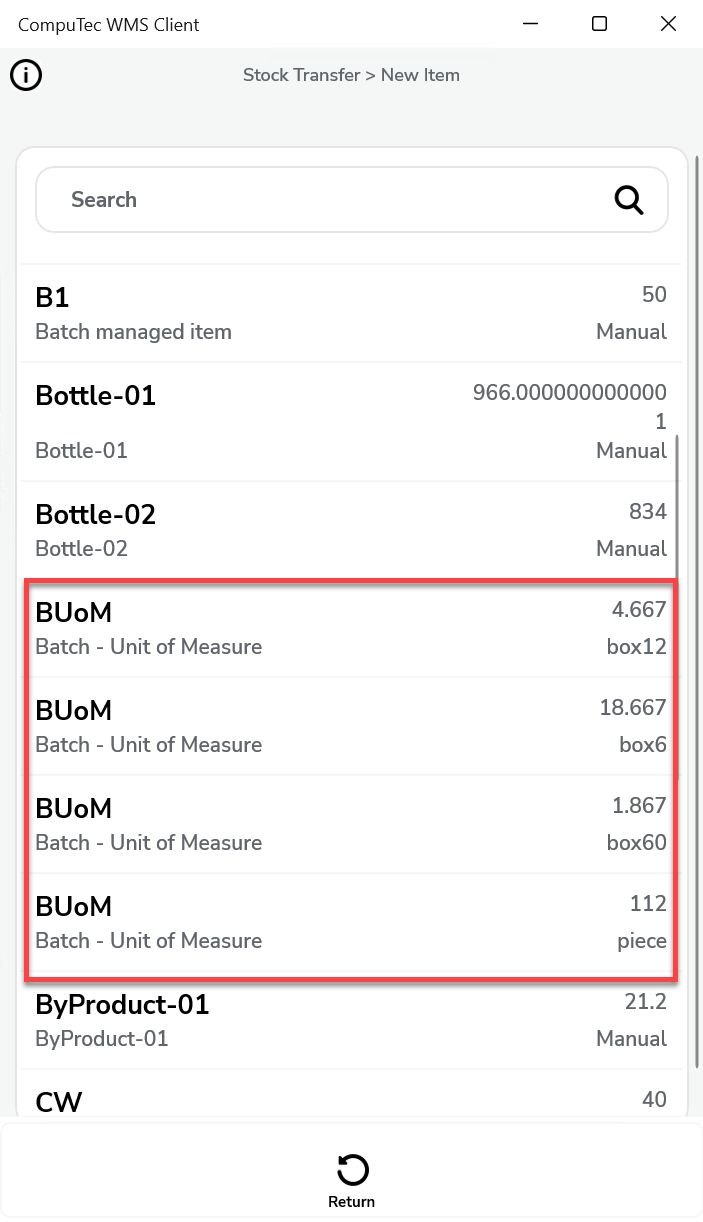 CompuTec WMS Client
Stock Transfer > New Item
Search
B1
50
Batch managed item
Manual
Bottle-01
966.000000000000
1
Bottle-01
Manual
Bottle-02
834
Bottle-02
Manual
BUoM
4.667
Batch - Unit of Measure
box12
BUoM
18.667
Batch - Unit of Measure
box6
BUoM
1.867
Batch - Unit of Measure
box60
BUoM
112
Batch - Unit of Measure
piece
ByProduct-01
21.2
ByProduct-01
Manual
CW
40
Return